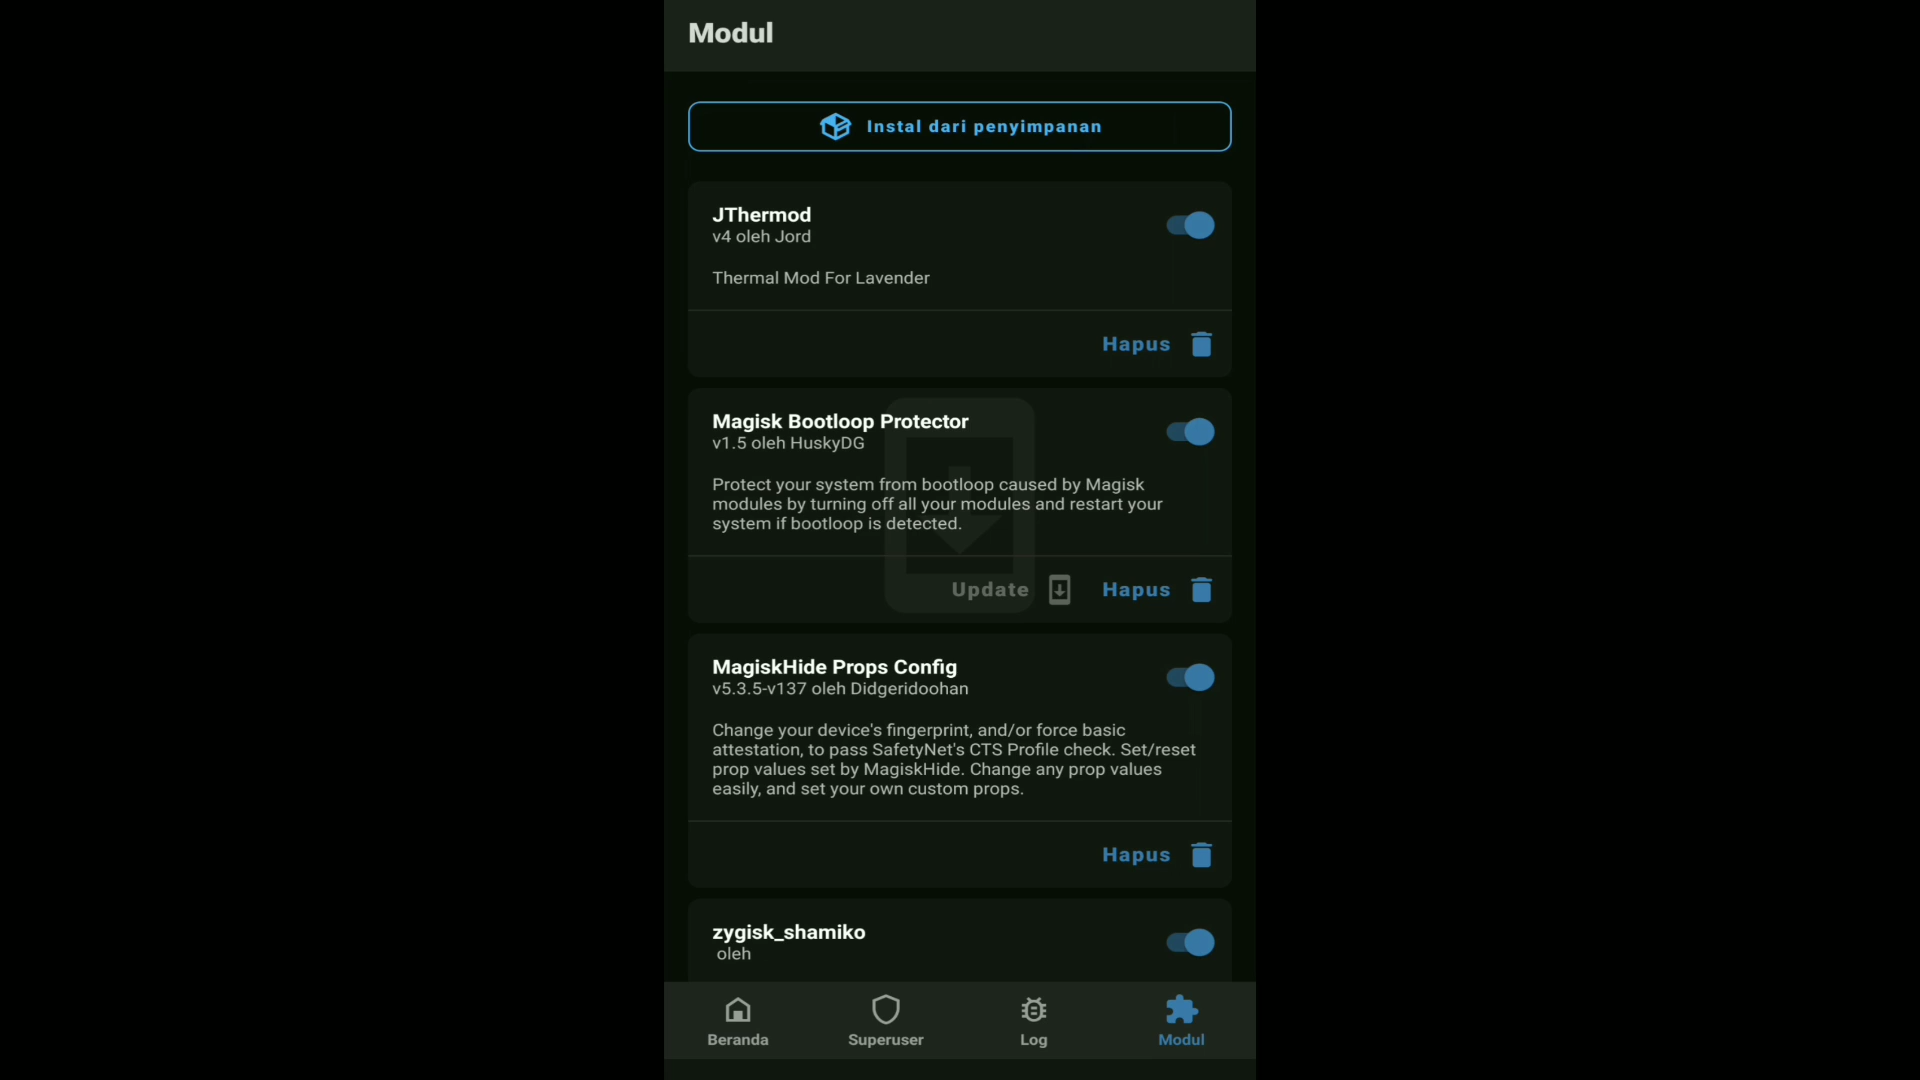 Modul
Instal dari penyimpanan
JThermod
v4 oleh Jord
Thermal Mod For Lavender
Hapus
Magisk Bootloop Protector
v1.5 oleh HuskyDG
Protect your system from bootloop caused by Magisk
modules by turning off all your modules and restart your
system if bootloop is detected.
Update Hapus
MagiskHide Props Config
v5.3.5-v137 oleh Didgeridoohan
Change your device's fingerprint, and/or force basic
attestation, to pass SafetyNet's CTS Profile check. Set/reset
prop values set by MagiskHide. Change any prop values
easily, and set your own custom props.
Hapus
zygisk_shamiko
oleh
Beranda Superuser Log Modul